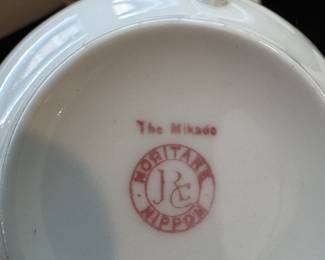 The Mikado
NORITAKE
RC
NIPPON